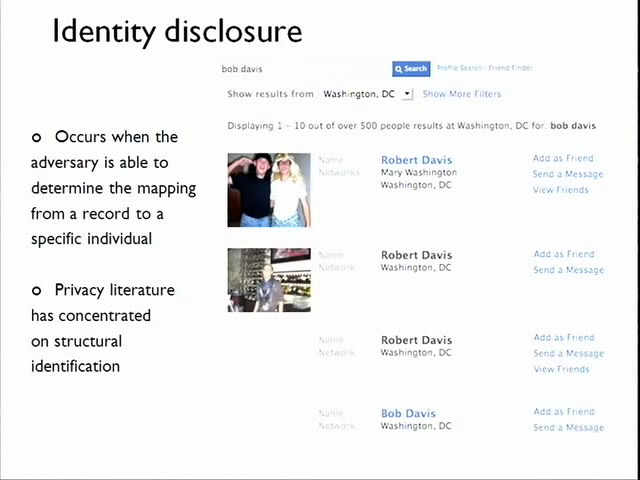 Identity disclosure
o Occurs when the
adversary is able to
determine the mapping
from a record to a
specific individual
o Privacy literature
has concentrated
on structural
identification
bob davis
Search
Profile Search - Friend Finder
Show results from Washington, DC Show More Filters
Displaying 1 - 10 out of over 500 people results at Washington, DC for: bob davis
Name Robert Davis Add as Friend
Networks Mary Washington Send a Message
Washington, DC View Friends
Name Robert Davis Add as Friend
Network Washington, DC Send a Message
Name Robert Davis Add as Friend
Network Washington, DC Send a Message
View Friends
Name Bob Davis Add as Friend
Network Washington, DC Send a Message